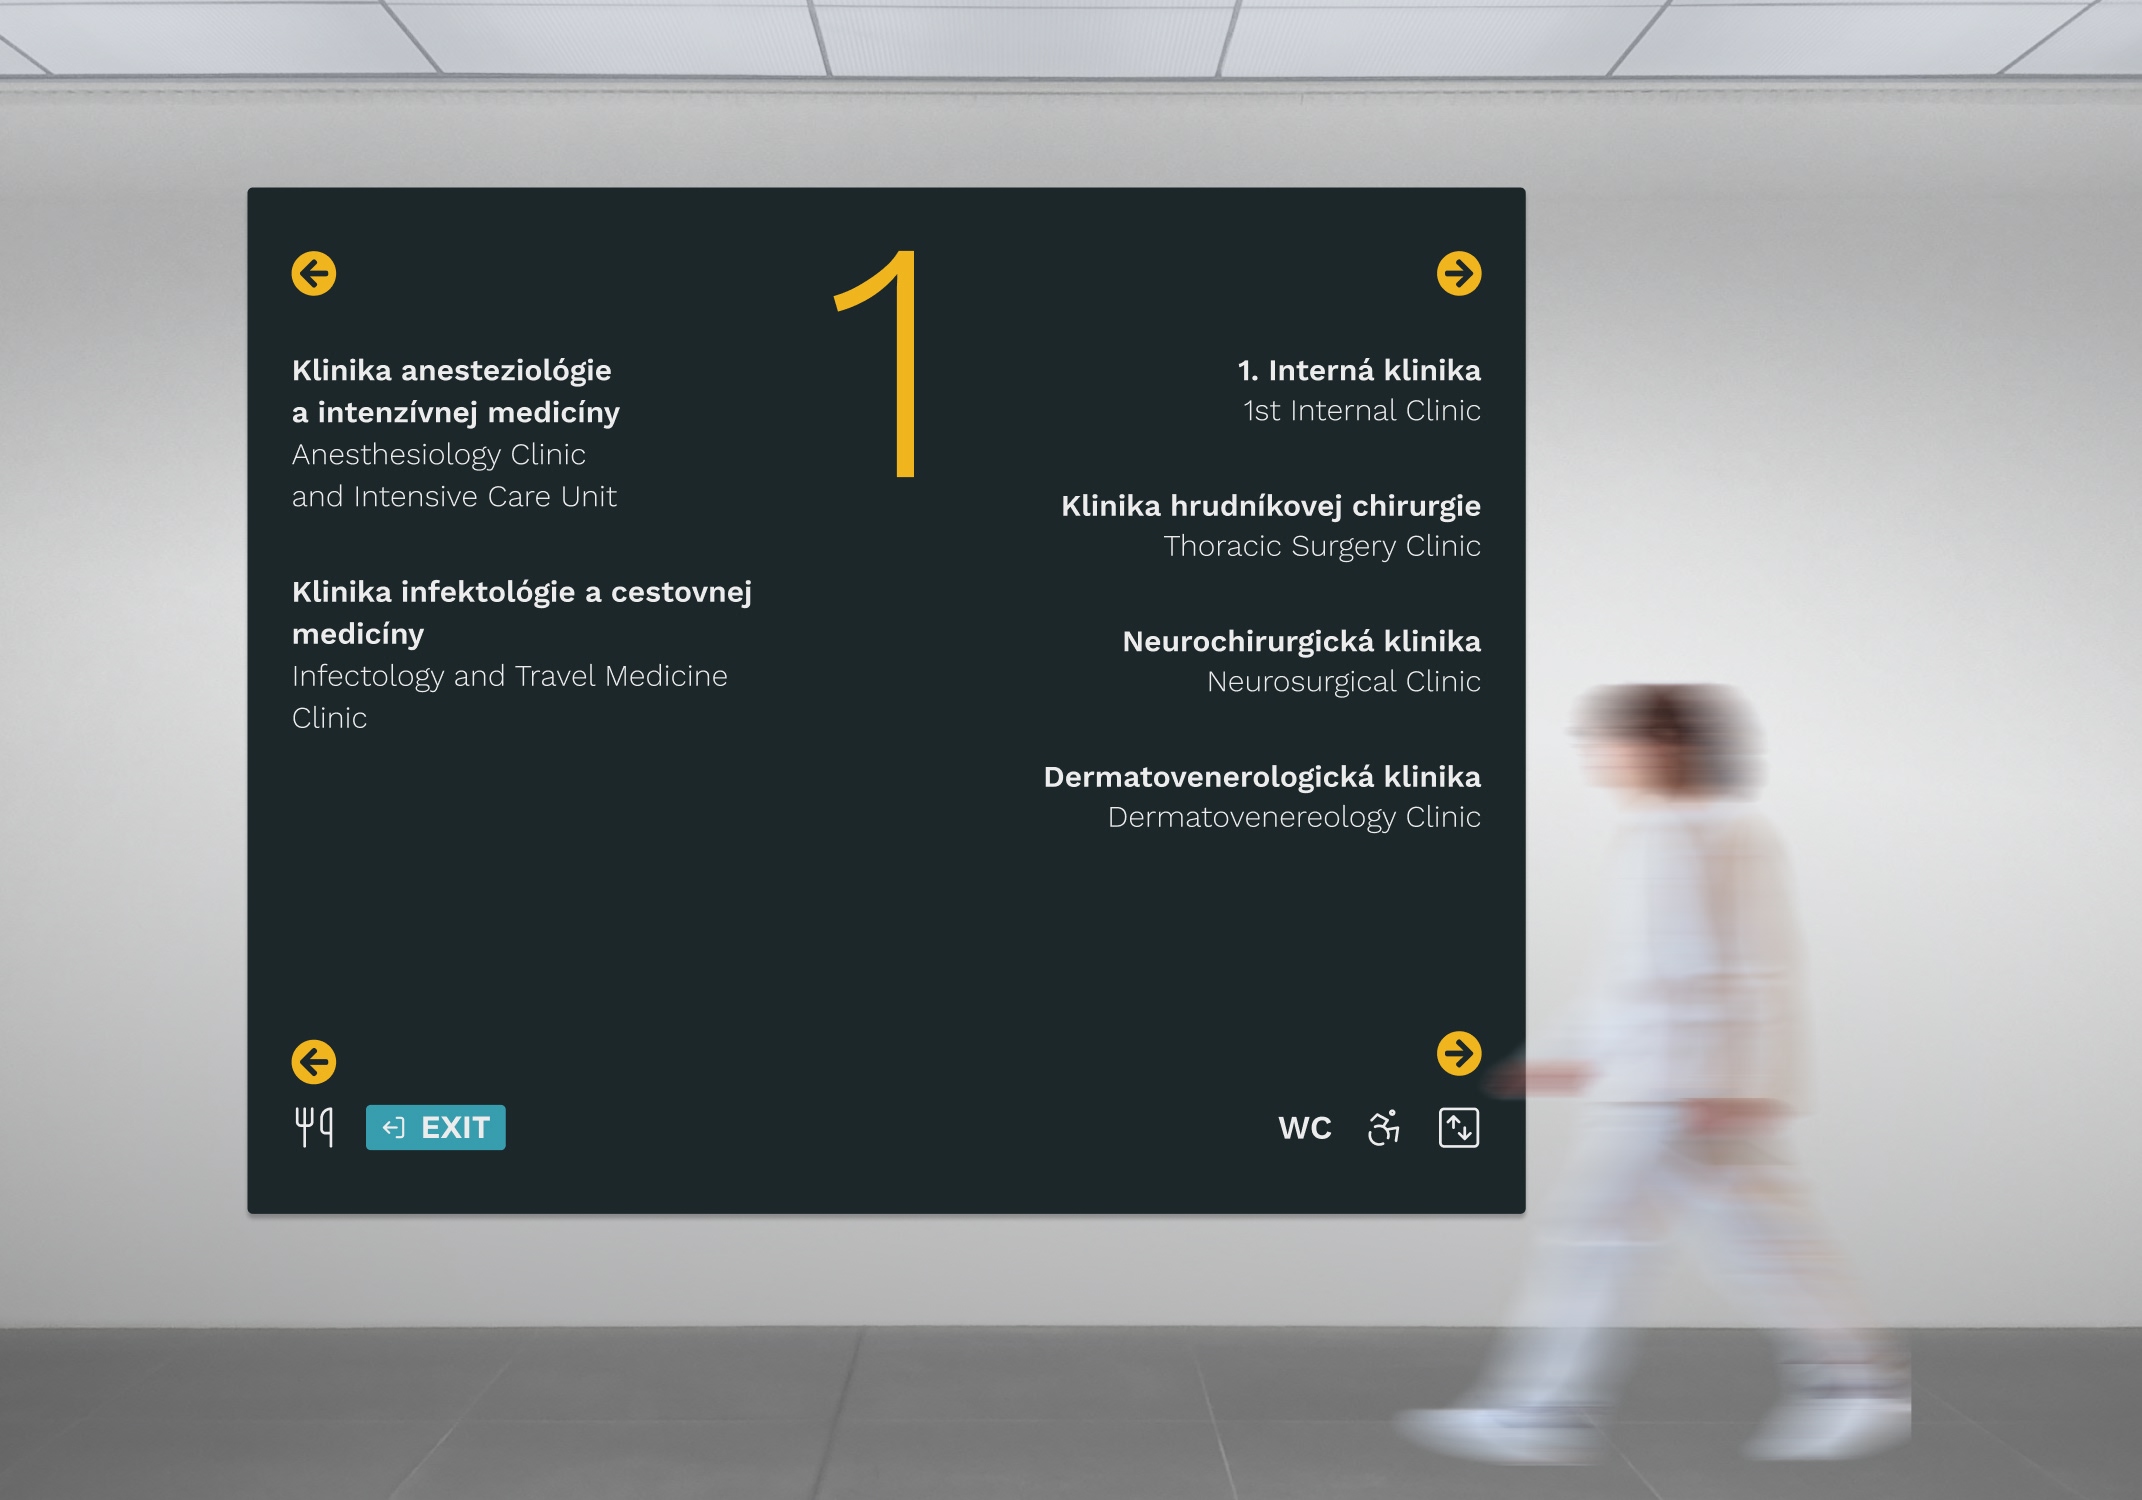 1
Klinika anesteziológie
a intenzívnej medicíny
Anesthesiology Clinic
and Intensive Care Unit
Klinika infektológie a cestovnej
medicíny
Infectology and Travel Medicine
Clinic
1. Interná klinika
1st Internal Clinic
Klinika hrudníkovej chirurgie
Thoracic Surgery Clinic
Neurochirurgická klinika
Neurosurgical Clinic
Dermatovenerologická klinika
Dermatovenereology Clinic
EXIT
WC